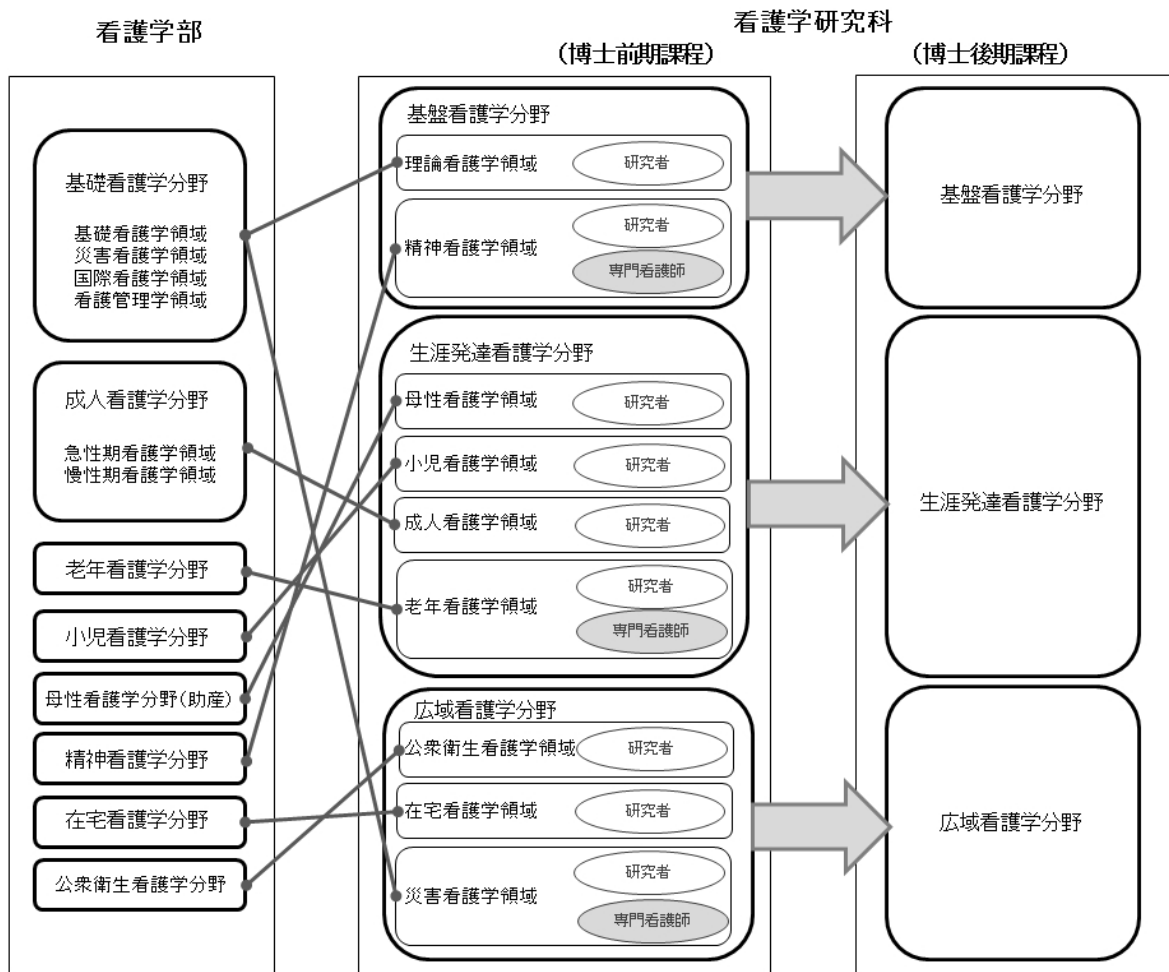 看護学部
看護学研究科
(博士前期課程)
(博士後期課程)
基礎看護学分野
基礎看護学領域
災害看護学領域
国際看護学領域
看護管理学領域
成人看護学分野
急性期看護学領域
慢性期看護学領域
老年看護学分野
小児看護学分野
母性看護学分野(助産)
精神看護学分野
在宅看護学分野
公衆衛生看護学分野
基盤看護学分野
理論看護学領域
研究者
精神看護学領域
研究者
専門看護師
生涯発達看護学分野
母性看護学領域
研究者
小児看護学領域
研究者
成人看護学領域
研究者
老年看護学領域
研究者
専門看護師
広域看護学分野
公衆衛生看護学領域
研究者
在宅看護学領域
研究者
災害看護学領域
研究者
専門看護師
基盤看護学分野
生涯発達看護学分野
広域看護学分野